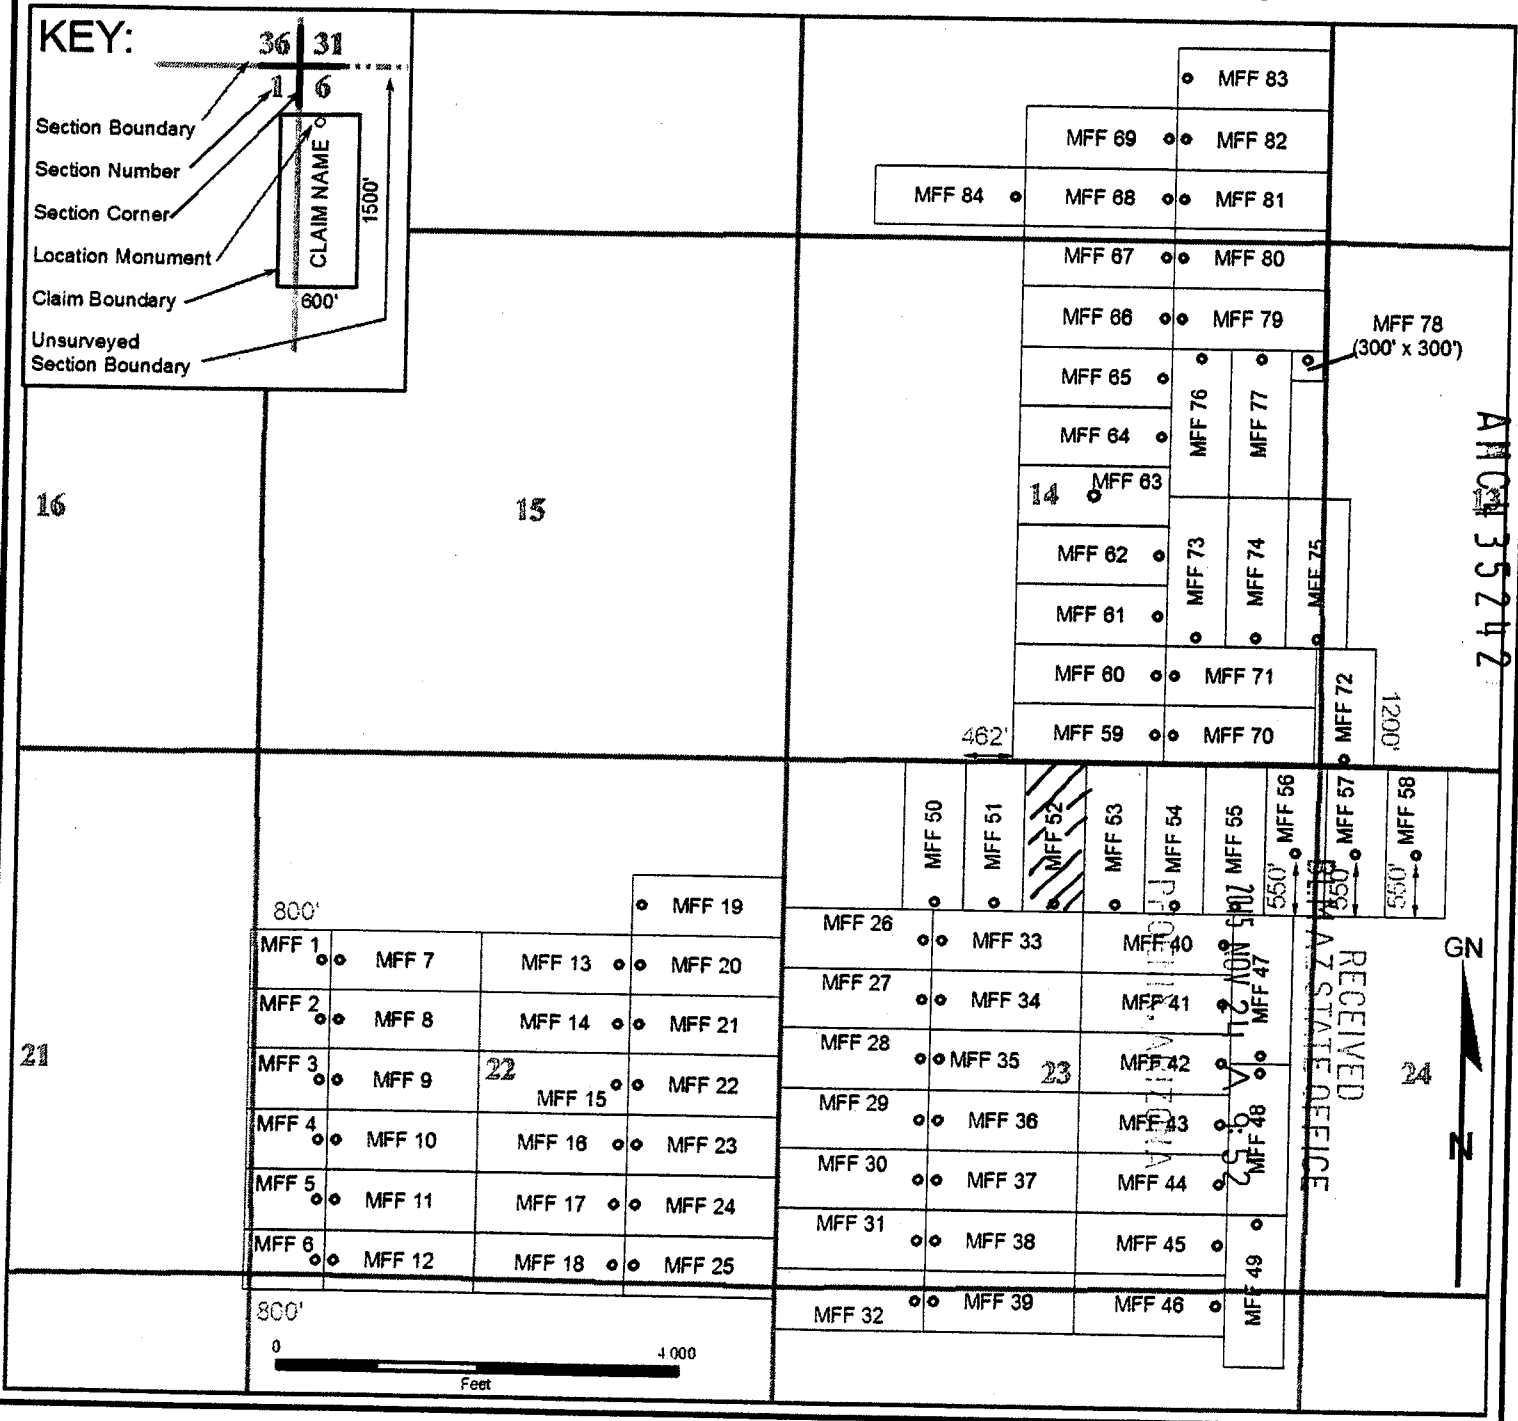 KEY:
36 31
1 6
Section Boundary
Section Number
Section Corner
Location Monument
Claim Boundary
Unsurveyed
Section Boundary
CLAIM NAME
1500'
600'
MFF 83
MFF 69
MFF 82
MFF 84
MFF 68
MFF 81
MFF 67
MFF 80
MFF 66
MFF 79
MFF 78
(300' x 300')
MFF 65
MFF 76
MFF 77
MFF 64
MFF 63
16
15
14
13
MFF 62
MFF 73
MFF 74
MFF 75
MFF 61
MFF 60
MFF 71
MFF 72
1200'
462'
MFF 59
MFF 70
AMC435242
MFF 50
MFF 51
MFF 52
MFF 53
MFF 54
MFF 55
MFF 56
MFF 57
MFF 58
550'
550'
550'
800'
MFF 19
MFF 26
MFF 33
MFF 40
MFF 47
MFF 1
MFF 7
MFF 13
MFF 20
MFF 27
MFF 34
MFF 41
MFF 2
MFF 8
MFF 14
MFF 21
MFF 28
MFF 35
MFF 42
21
22
23
24
MFF 3
MFF 9
MFF 15
MFF 22
MFF 29
MFF 36
MFF 43
MFF 48
MFF 4
MFF 10
MFF 16
MFF 23
MFF 30
MFF 37
MFF 44
MFF 5
MFF 11
MFF 17
MFF 24
MFF 31
MFF 38
MFF 45
MFF 49
MFF 6
MFF 12
MFF 18
MFF 25
MFF 32
MFF 39
MFF 46
RECEIVED
BLM AZ STATE OFFICE
2015 NOV 24 A 9:52
PHOENIX, ARIZONA
GN
N
800'
0 4,000
Feet